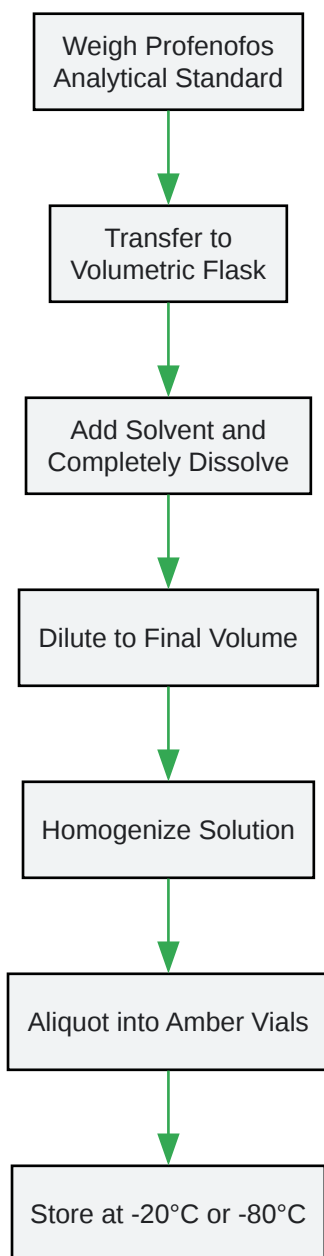 Weigh Profenofos
Analytical Standard
Transfer to
Volumetric Flask
Add Solvent and
Completely Dissolve
Dilute to Final Volume
Homogenize Solution
Aliquot into Amber Vials
Store at -20°C or -80°C